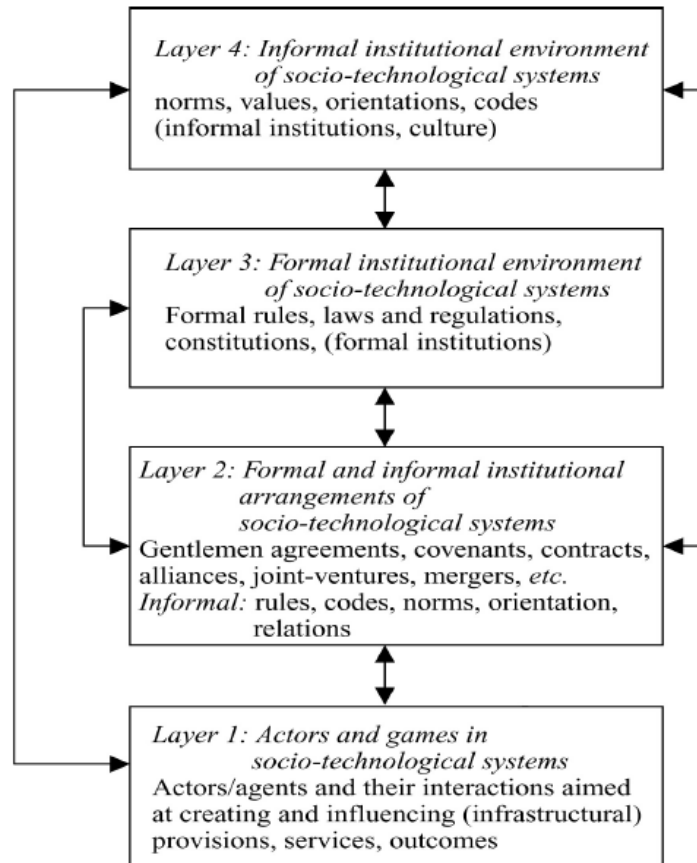 Layer 4: Informal institutional environment
of socio-technological systems
norms, values, orientations, codes
(informal institutions, culture)
Layer 3: Formal institutional environment
of socio-technological systems
Formal rules, laws and regulations,
constitutions, (formal institutions)
Layer 2: Formal and informal institutional
arrangements of
socio-technological systems
Gentlemen agreements, covenants, contracts,
alliances, joint-ventures, mergers, etc.
Informal: rules, codes, norms, orientation,
relations
Layer 1: Actors and games in
socio-technological systems
Actors/agents and their interactions aimed
at creating and influencing (infrastructural)
provisions, services, outcomes